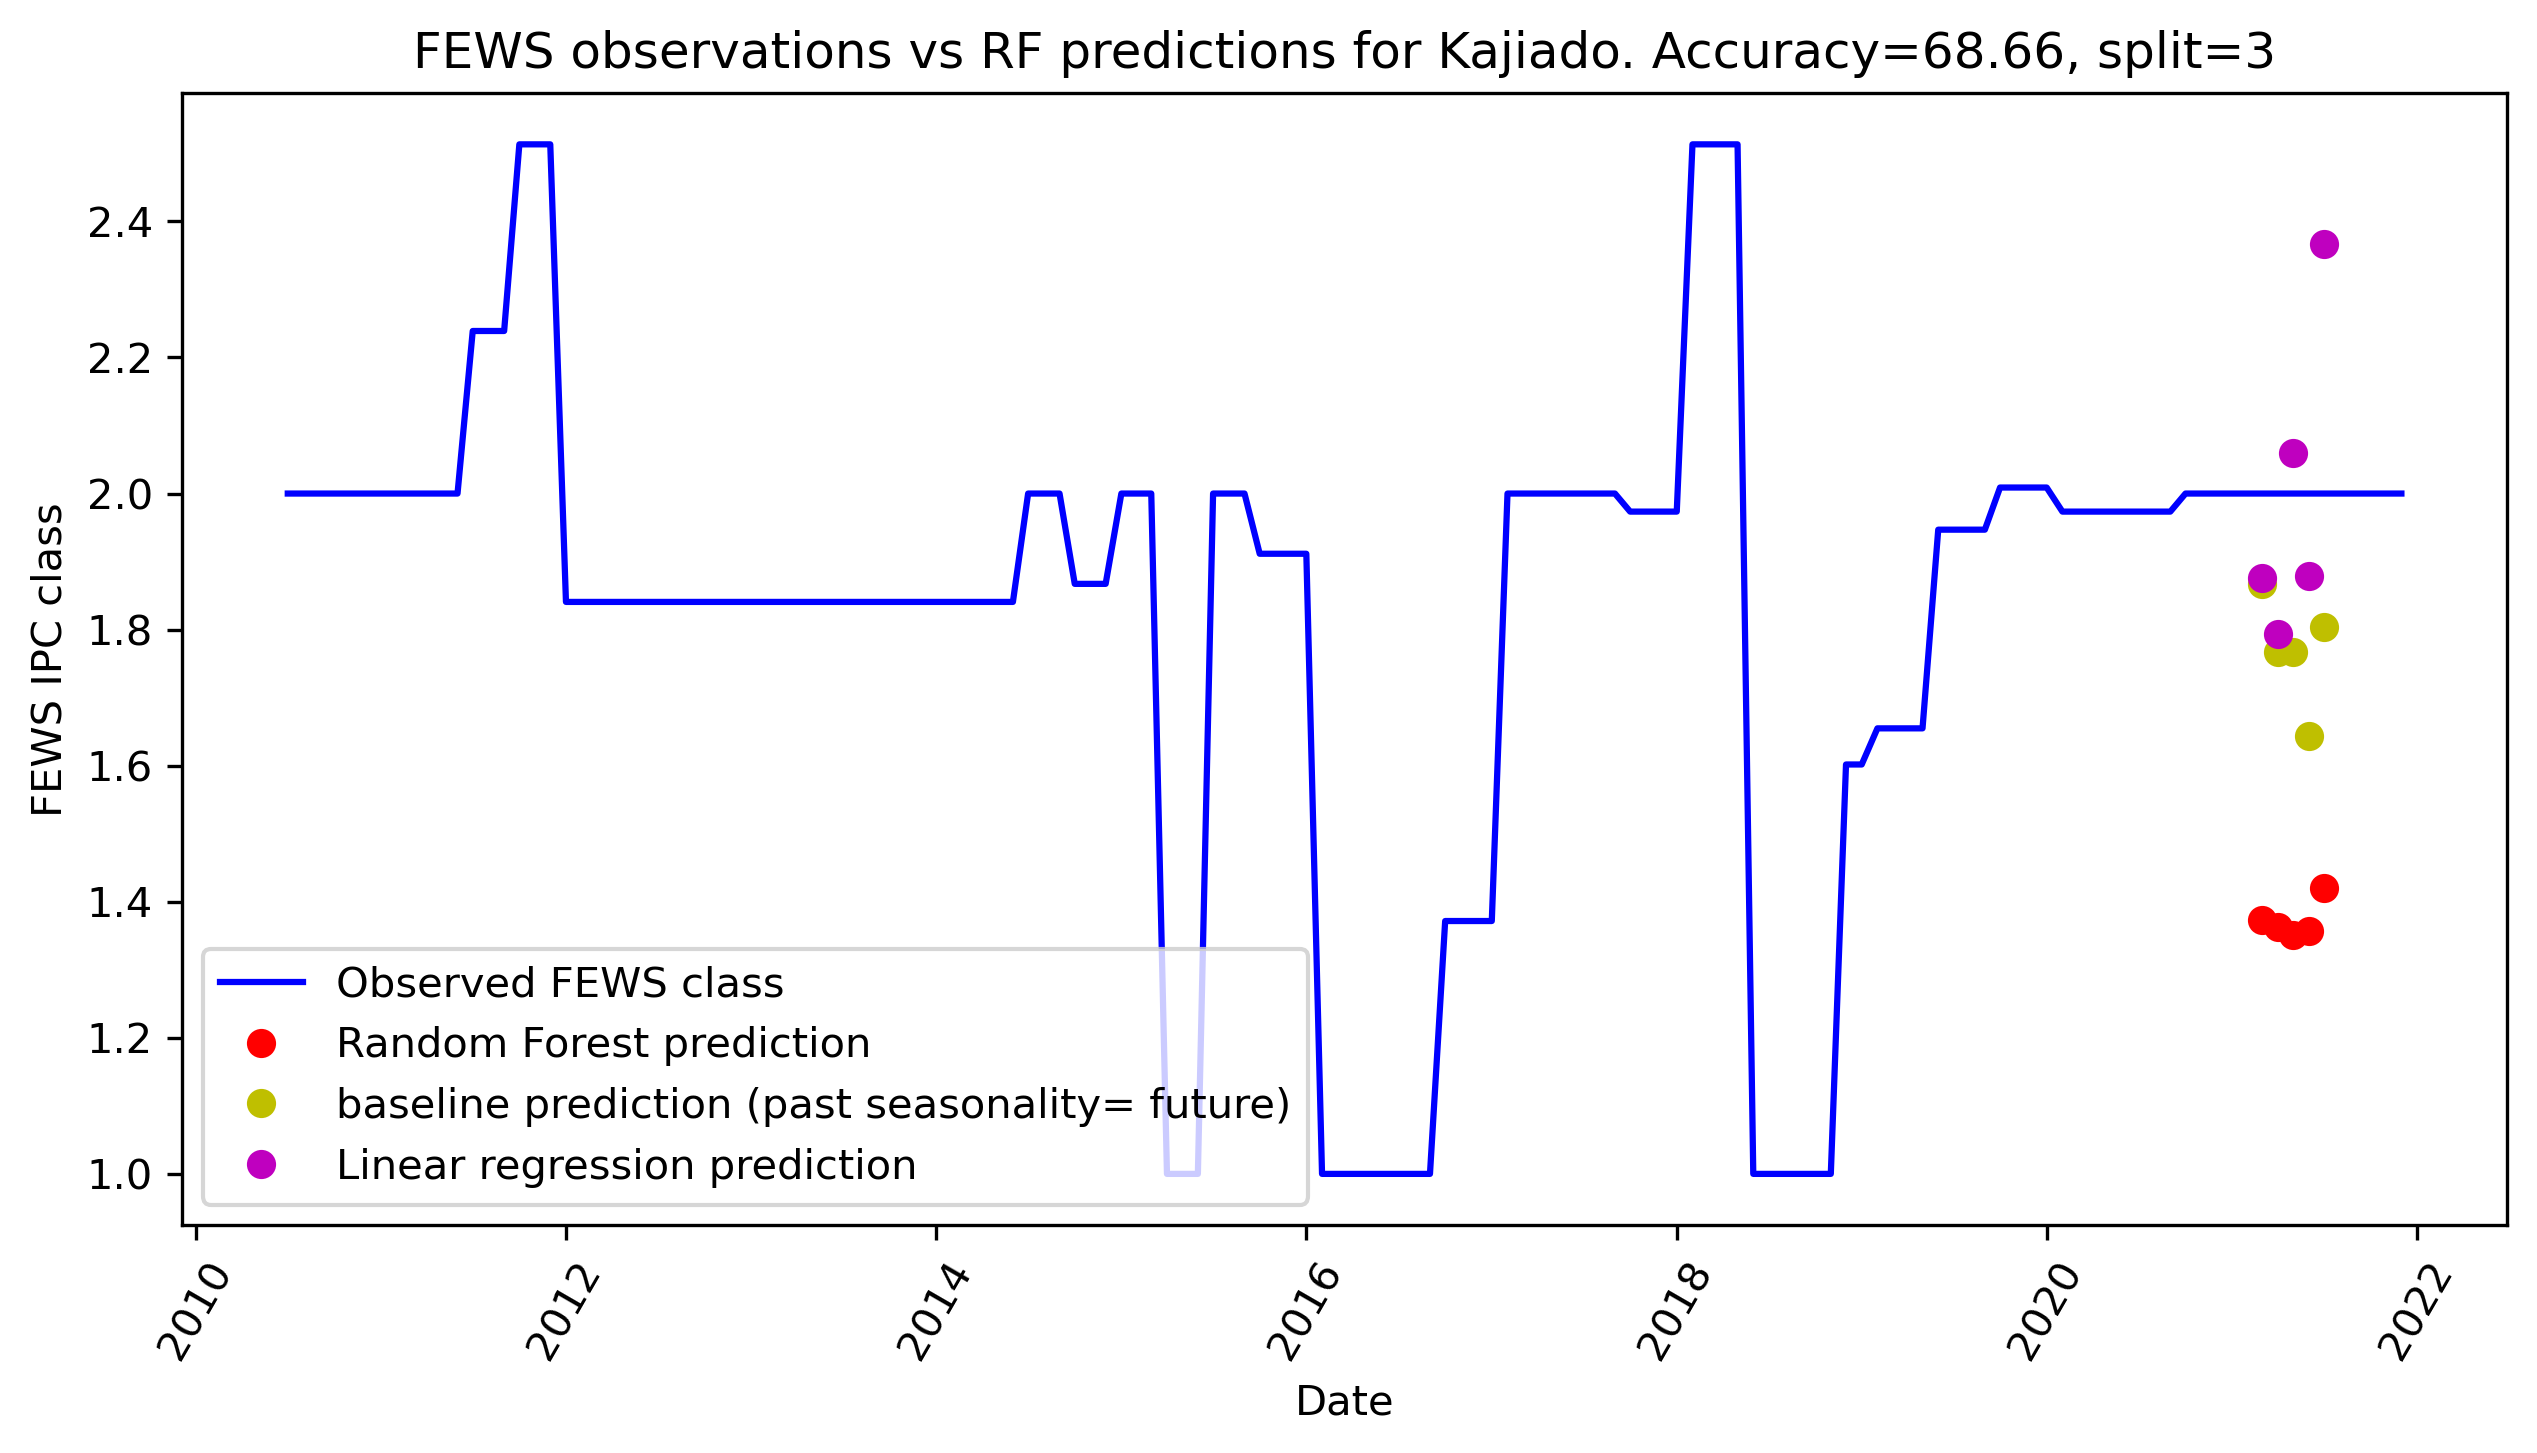 FEWS observations vs RF predictions for Kajiado. Accuracy=68.66, split=3
FEWS IPC class
2.4
2.2
2.0
1.8
1.6
1.4
1.2
1.0
Observed FEWS class
Random Forest prediction
baseline prediction (past seasonality= future)
Linear regression prediction
2010
2012
2014
2016
2018
2020
2022
Date